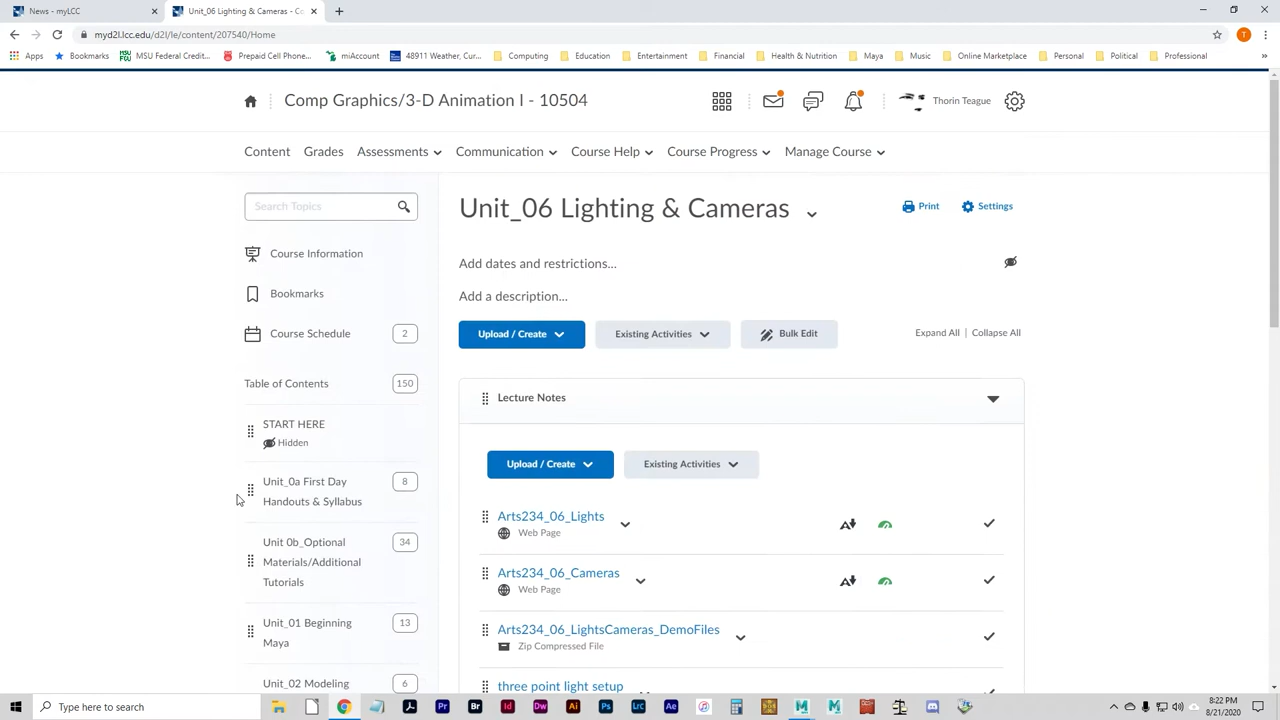 News - myLCC
Unit_06 Lighting & Cameras - Co
myd2l.lcc.edu/d2l/le/content/207540/Home
Apps Bookmarks MSU Federal Credit... Prepaid Cell Phone... miAccount 48911 Weather, Cur... Computing Education Entertainment Financial Health & Nutrition Maya Music Online Marketplace Personal Political Professional
Comp Graphics/3-D Animation I - 10504
Thorin Teague
Content Grades Assessments Communication Course Help Course Progress Manage Course
Search Topics
Course Information
Bookmarks
Course Schedule 2
Table of Contents 150
START HERE
Hidden
Unit_0a First Day
Handouts & Syllabus
8
Unit 0b_Optional
Materials/Additional
Tutorials
34
Unit_01 Beginning
Maya
13
Unit_02 Modeling 6
Unit_06 Lighting & Cameras
Print Settings
Add dates and restrictions...
Add a description...
Upload / Create Existing Activities Bulk Edit
Expand All | Collapse All
Lecture Notes
Upload / Create Existing Activities
Arts234_06_Lights
Web Page
Arts234_06_Cameras
Web Page
Arts234_06_LightsCameras_DemoFiles
Zip Compressed File
three point light setup
Type here to search
8:22 PM
8/21/2020